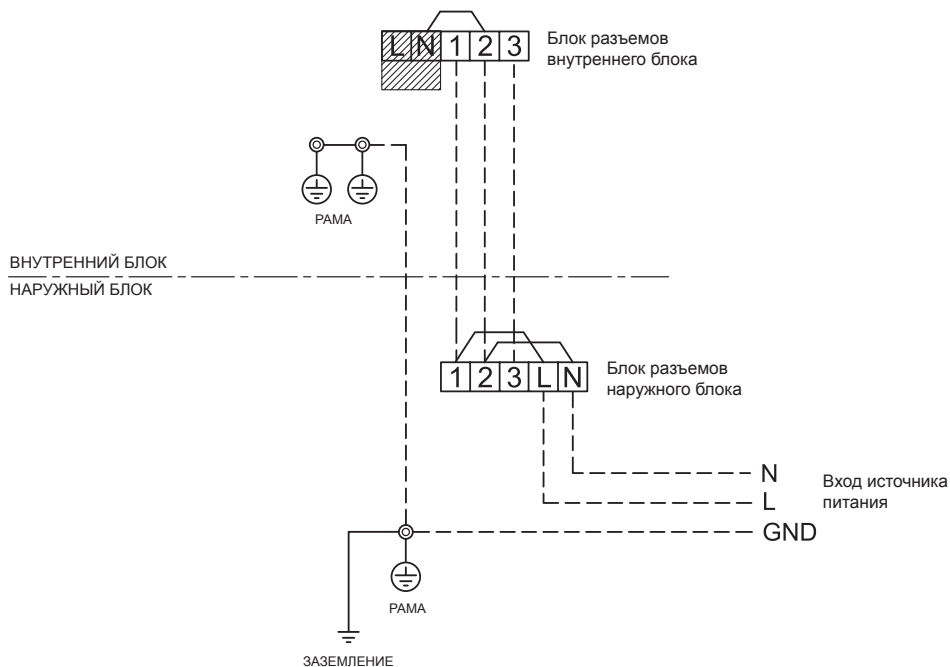 L N 1 2 3
Блок разъемов
внутреннего блока
РАМА
ВНУТРЕННИЙ БЛОК
НАРУЖНЫЙ БЛОК
1 2 3 L N
Блок разъемов
наружного блока
N
L
GND
Вход источника
питания
РАМА
ЗАЗЕМЛЕНИЕ